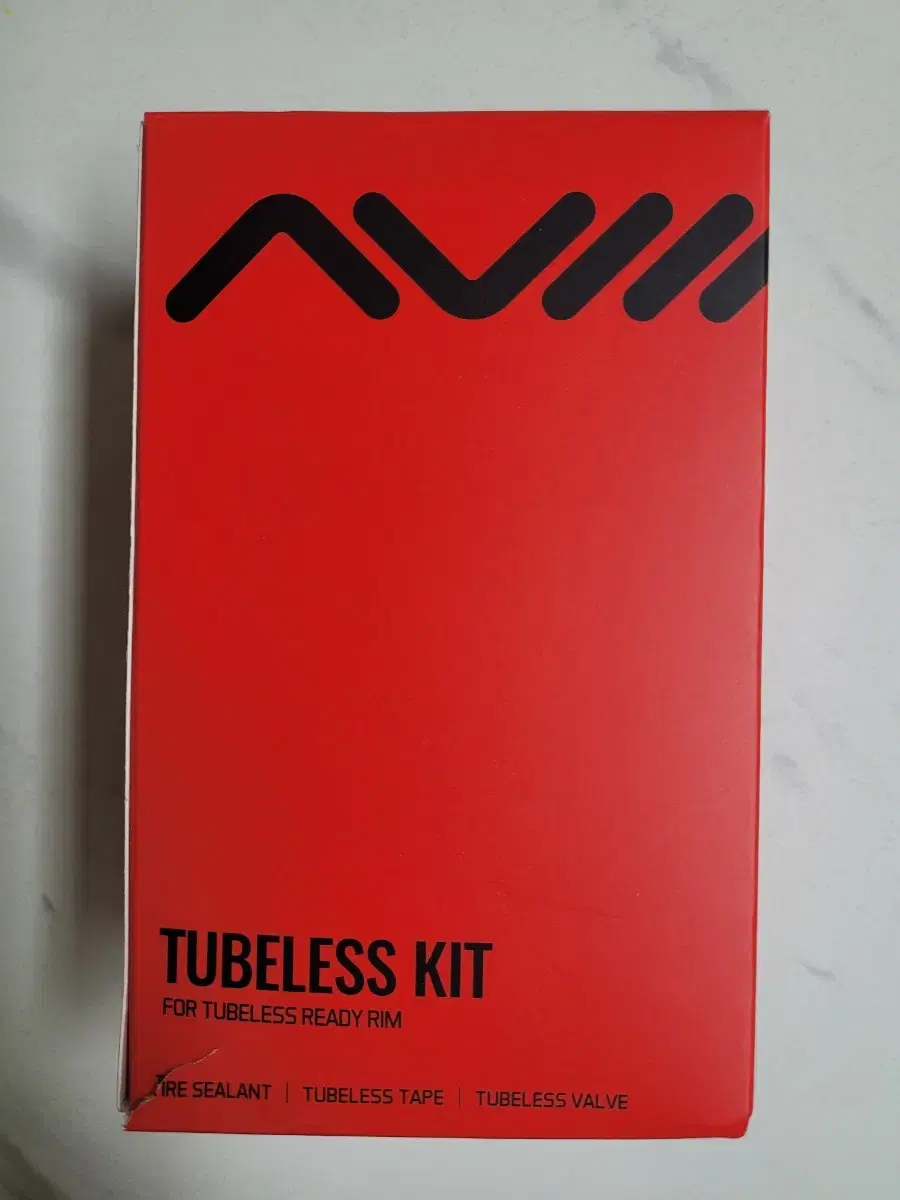 TUBELESS KIT
FOR TUBELESS READY RIM
TIRE SEALANT | TUBELESS TAPE | TUBELESS VALVE